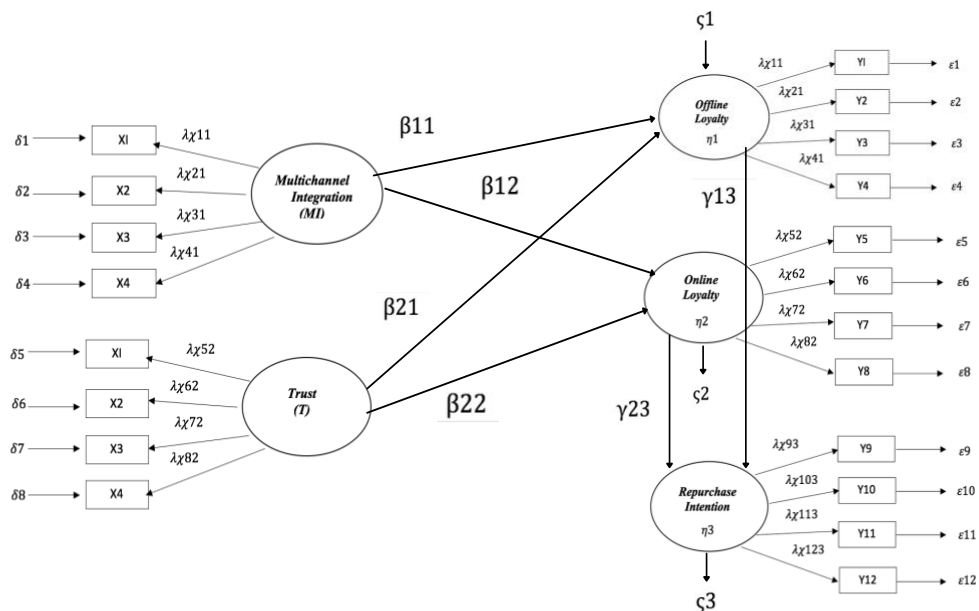 ς1
δ1
X1
λχ11
δ2
X2
λχ21
δ3
X3
λχ31
δ4
X4
λχ41
Multichannel
Integration
(MI)
β11
β12
Offline
Loyalty
η1
λχ11
Y1
ε1
λχ21
Y2
ε2
λχ31
Y3
ε3
λχ41
Y4
ε4
γ13
δ5
X1
λχ52
δ6
X2
λχ62
δ7
X3
λχ72
δ8
X4
λχ82
Trust
(T)
β21
β22
Online
Loyalty
η2
ς2
λχ52
Y5
ε5
λχ62
Y6
ε6
λχ72
Y7
ε7
λχ82
Y8
ε8
γ23
Repurchase
Intention
η3
ς3
λχ93
Y9
ε9
λχ103
Y10
ε10
λχ113
Y11
ε11
λχ123
Y12
ε12